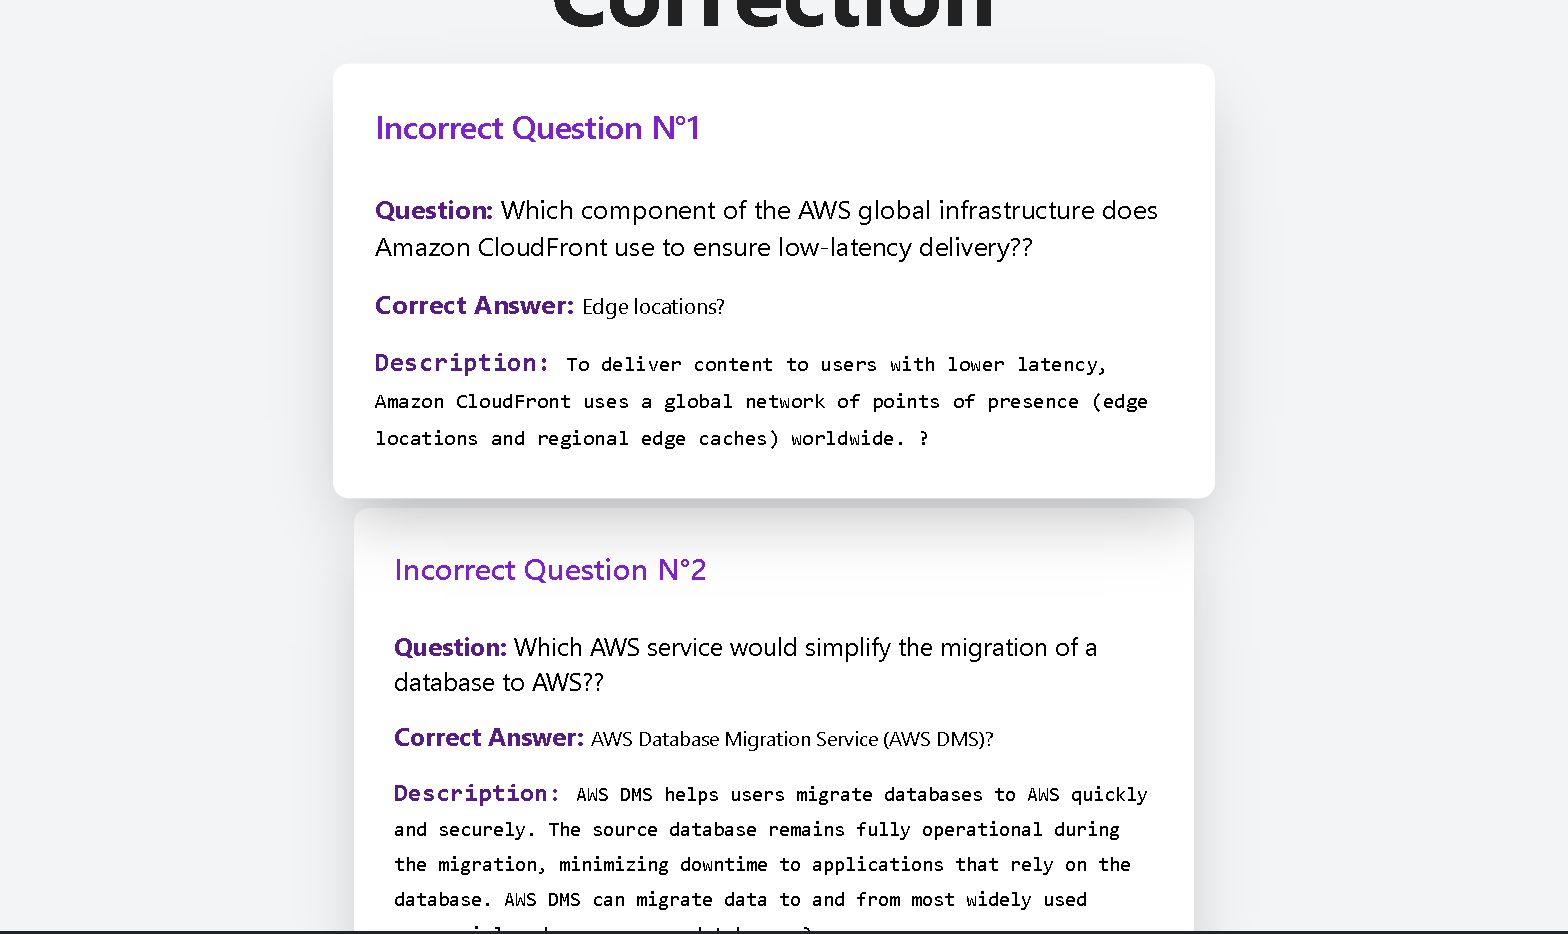 Correction
Incorrect Question N°1
Question: Which component of the AWS global infrastructure does
Amazon CloudFront use to ensure low-latency delivery??
Correct Answer: Edge locations?
Description: To deliver content to users with lower latency,
Amazon CloudFront uses a global network of points of presence (edge
locations and regional edge caches) worldwide. ?
Incorrect Question N°2
Question: Which AWS service would simplify the migration of a
database to AWS??
Correct Answer: AWS Database Migration Service (AWS DMS)?
Description: AWS DMS helps users migrate databases to AWS quickly
and securely. The source database remains fully operational during
the migration, minimizing downtime to applications that rely on the
database. AWS DMS can migrate data to and from most widely used